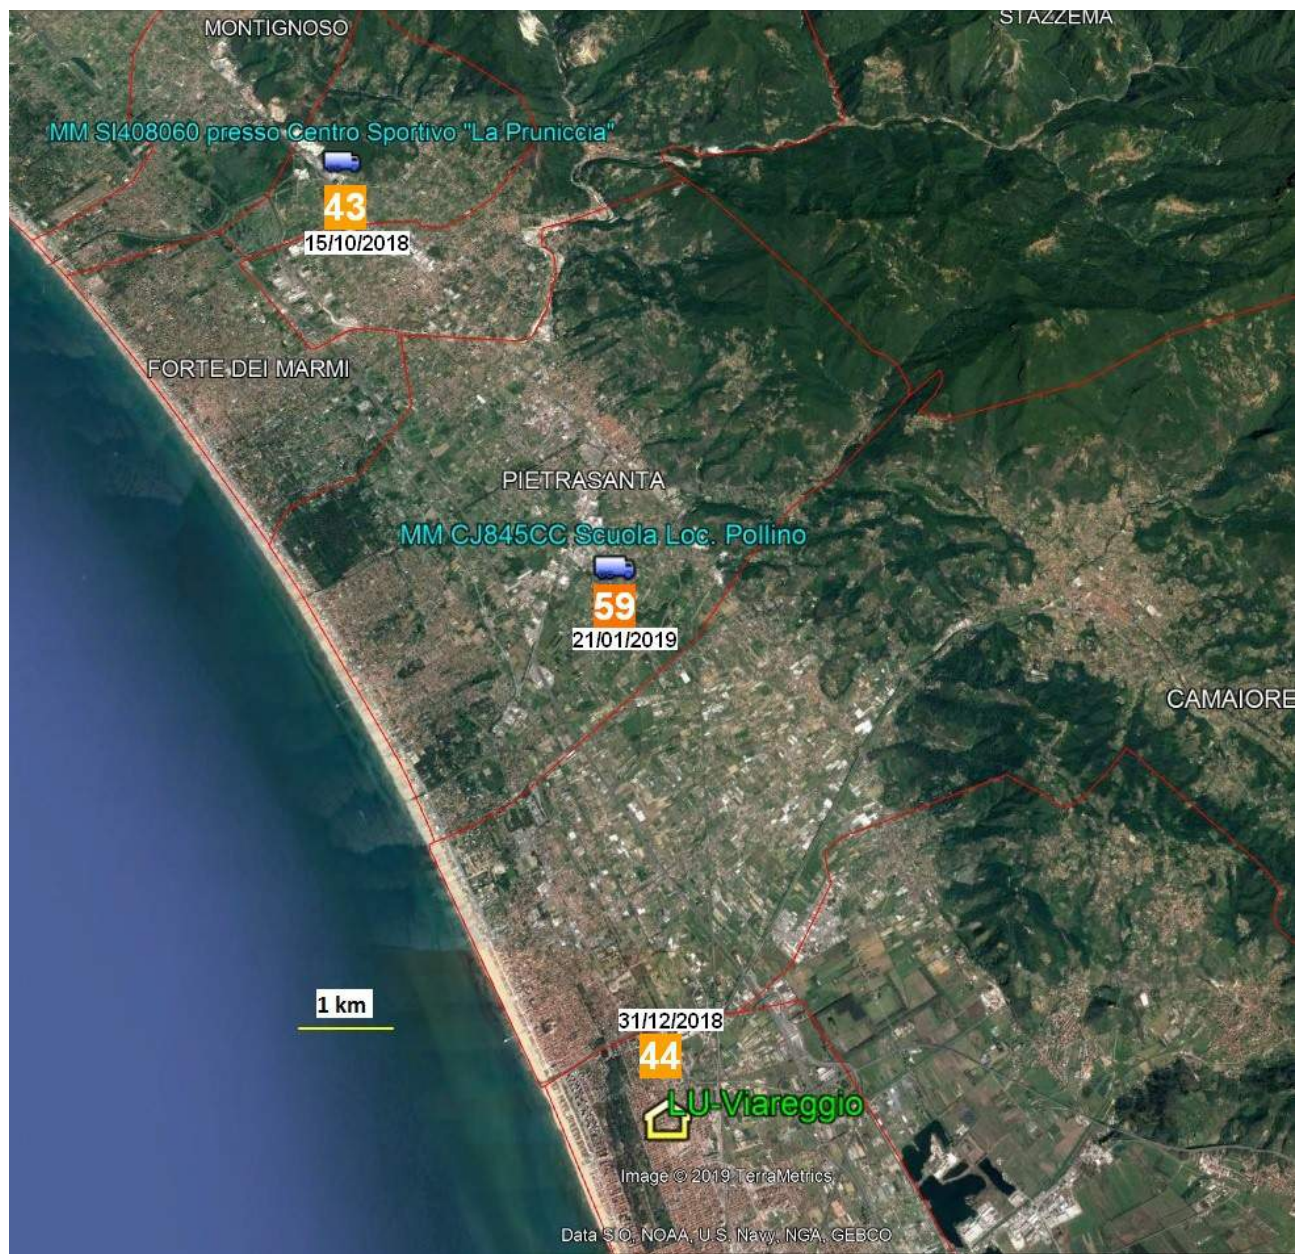 MONTIGNOSO
STAZZEMA
MM SI408060 presso Centro Sportivo "La Pruniccia"
43
15/10/2018
FORTE DEI MARMI
PIETRASANTA
MM CJ845CC Scuola Loc. Pollino
59
21/01/2019
CAMAIORE
1 km
31/12/2018
44
LU-Viareggio
Image © 2019 TerraMetrics
Data SIO, NOAA, U.S. Navy, NGA, GEBCO